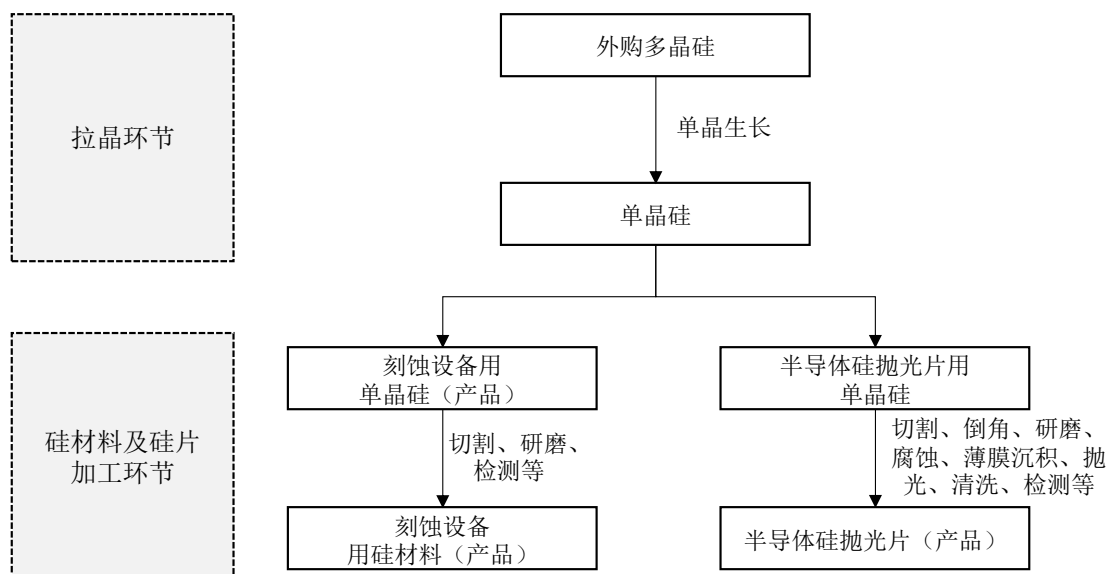 外购多晶硅
拉晶环节
单晶生长
单晶硅
刻蚀设备用
单晶硅（产品）
半导体硅抛光片用
单晶硅
硅材料及硅片
加工环节
切割、研磨、
检测等
切割、倒角、研磨、
腐蚀、薄膜沉积、抛
光、清洗、检测等
刻蚀设备
用硅材料（产品）
半导体硅抛光片（产品）